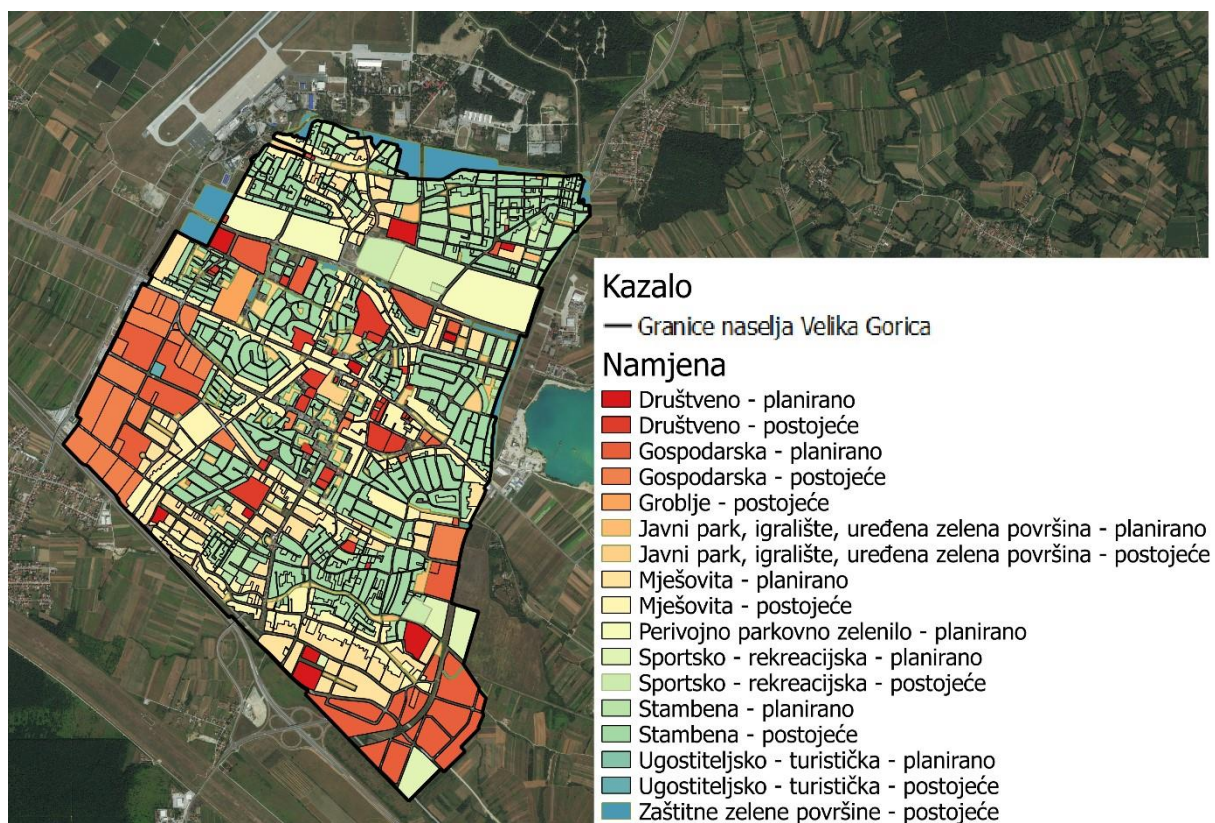 Kazalo
Granice naselja Velika Gorica
Namjena
Društveno - planirano
Društveno - postojeće
Gospodarska - planirano
Gospodarska - postojeće
Groblje - postojeće
Javni park, igralište, uređena zelena površina - planirano
Javni park, igralište, uređena zelena površina - postojeće
Mješovita - planirano
Mješovita - postojeće
Perivojno parkovno zelenilo - planirano
Sportsko - rekreacijska - planirano
Sportsko - rekreacijska - postojeće
Stambena - planirano
Stambena - postojeće
Ugostiteljsko - turistička - planirano
Ugostiteljsko - turistička - postojeće
Zaštitne zelene površine - postojeće